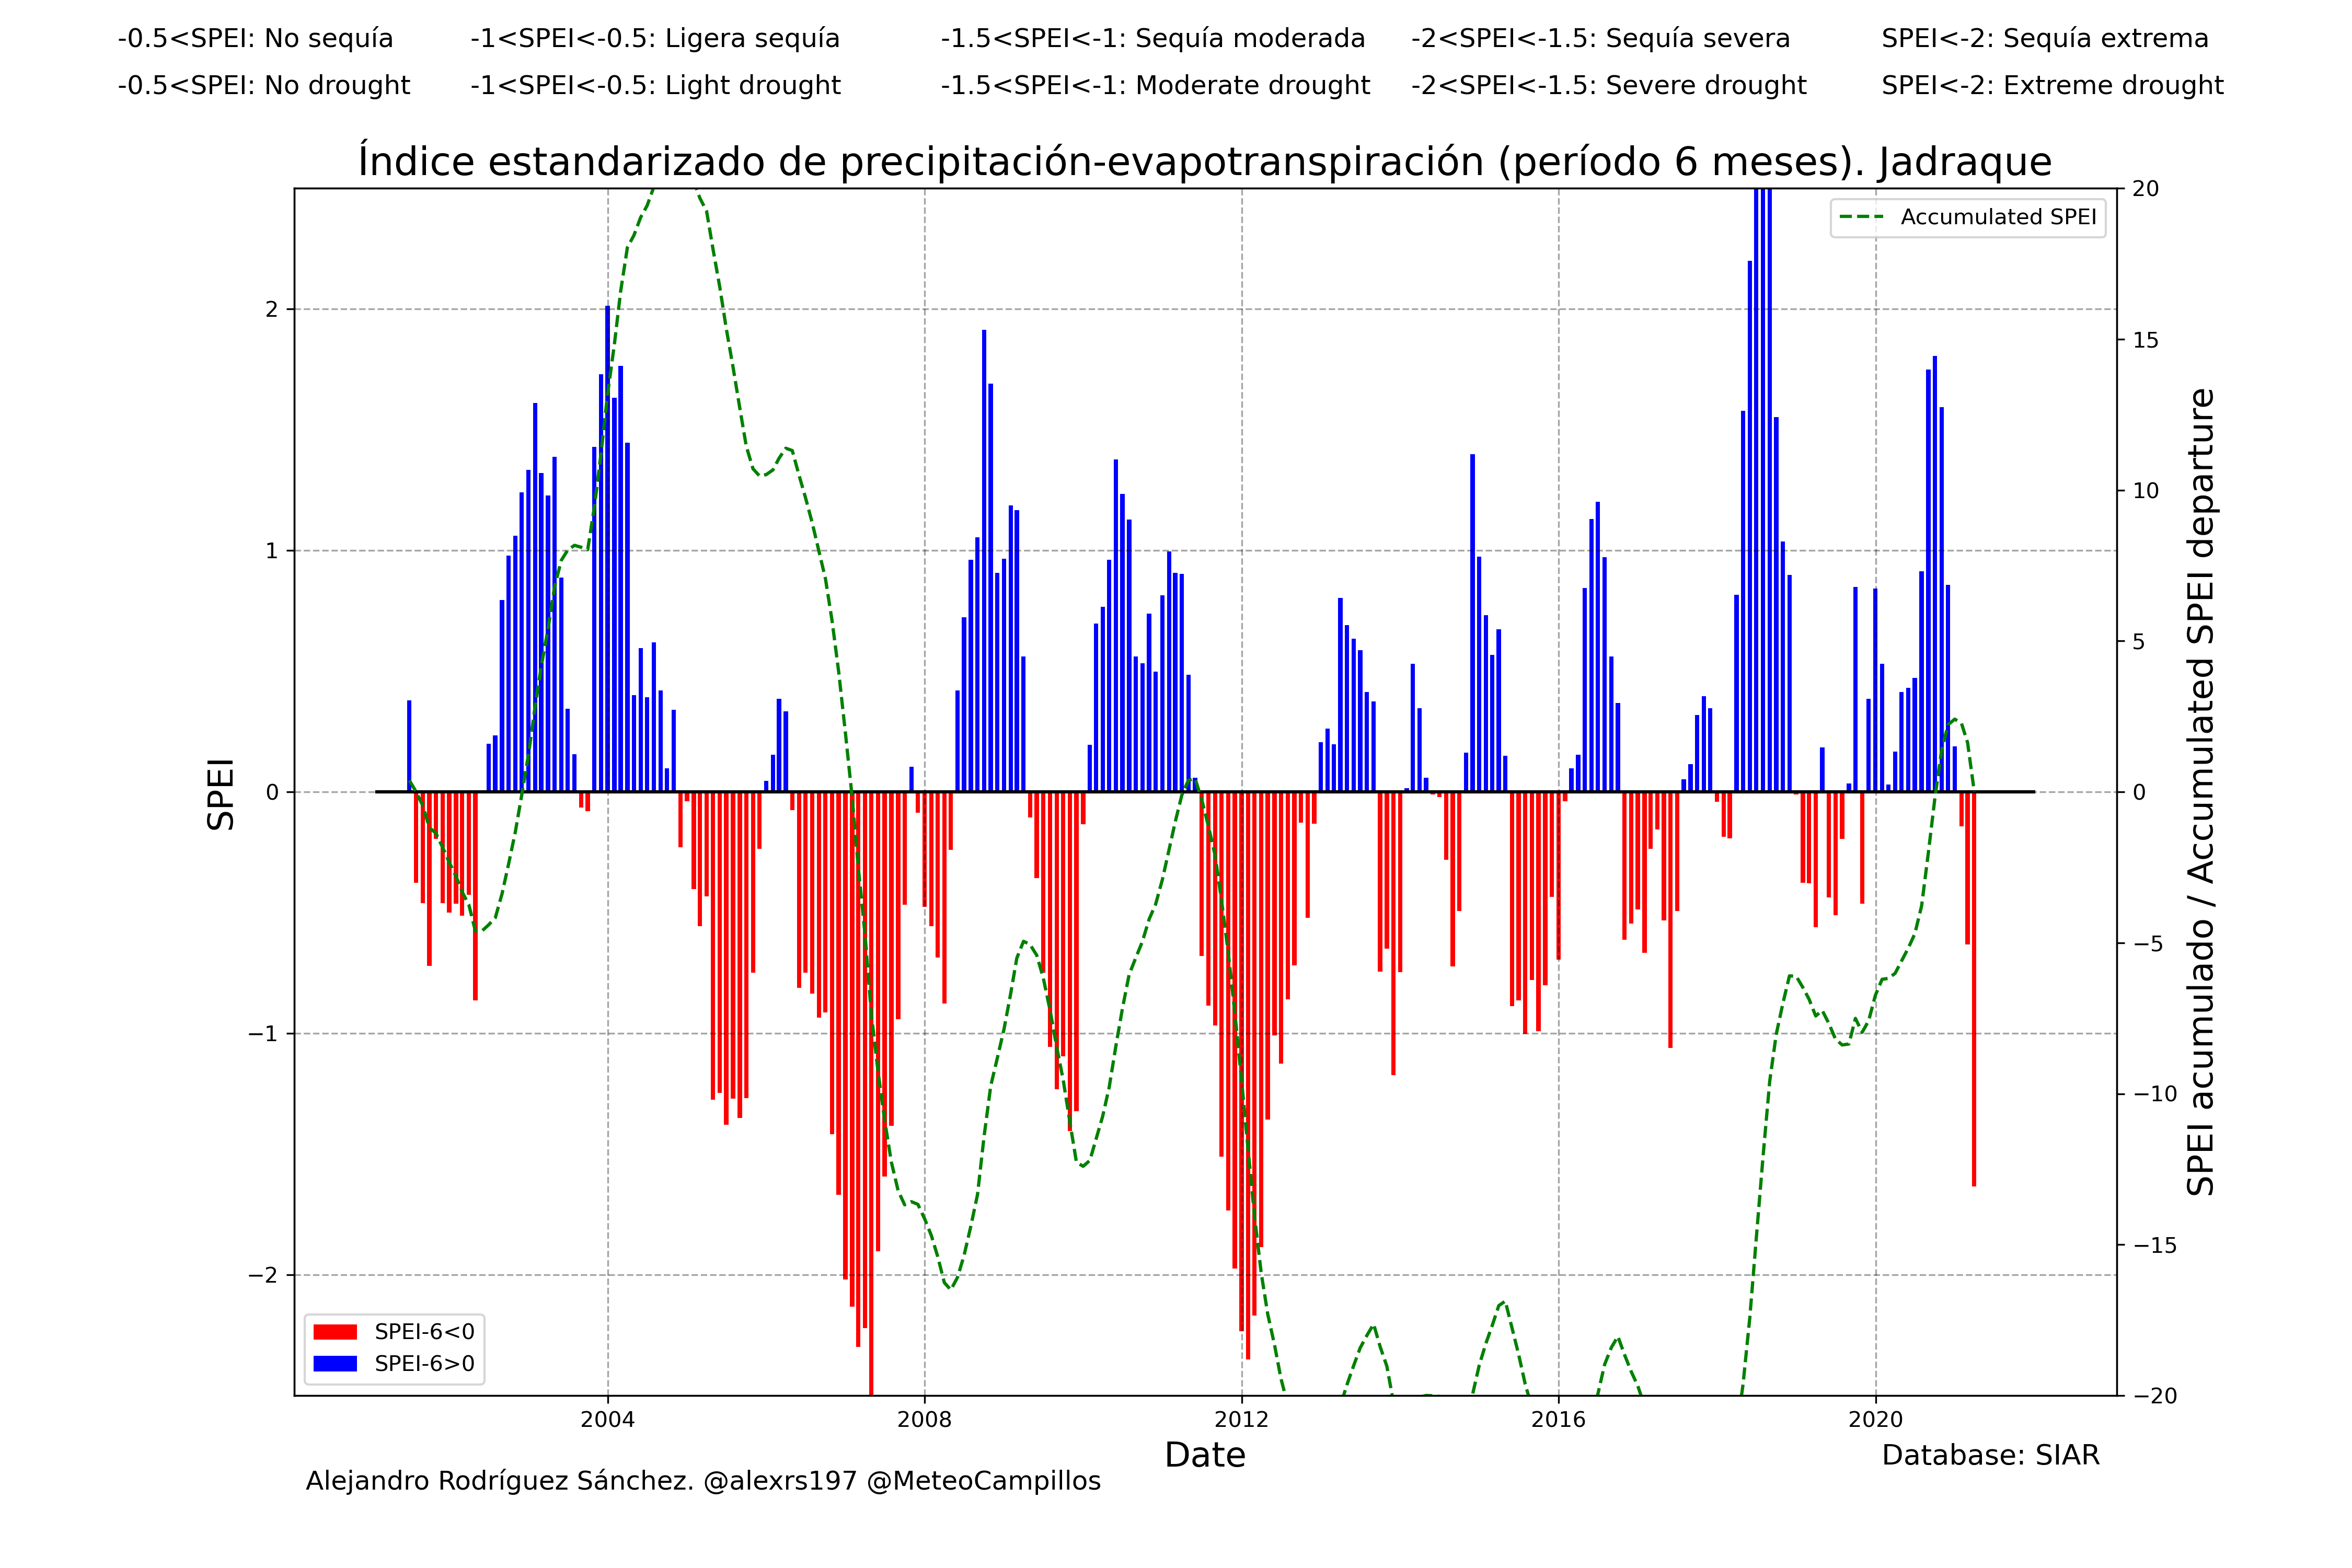 -0.5<SPEI: No sequía -1<SPEI<-0.5: Ligera sequía -1.5<SPEI<-1: Sequía moderada -2<SPEI<-1.5: Sequía severa SPEI<-2: Sequía extrema
-0.5<SPEI: No drought -1<SPEI<-0.5: Light drought -1.5<SPEI<-1: Moderate drought -2<SPEI<-1.5: Severe drought SPEI<-2: Extreme drought
Índice estandarizado de precipitación-evapotranspiración (período 6 meses). Jadraque
Accumulated SPEI
2
1
0
−1
−2
SPEI
20
15
10
5
0
−5
−10
−15
−20
SPEI acumulado / Accumulated SPEI departure
SPEI-6<0
SPEI-6>0
2004 2008 2012 2016 2020
Date
Database: SIAR
Alejandro Rodríguez Sánchez. @alexrs197 @MeteoCampillos